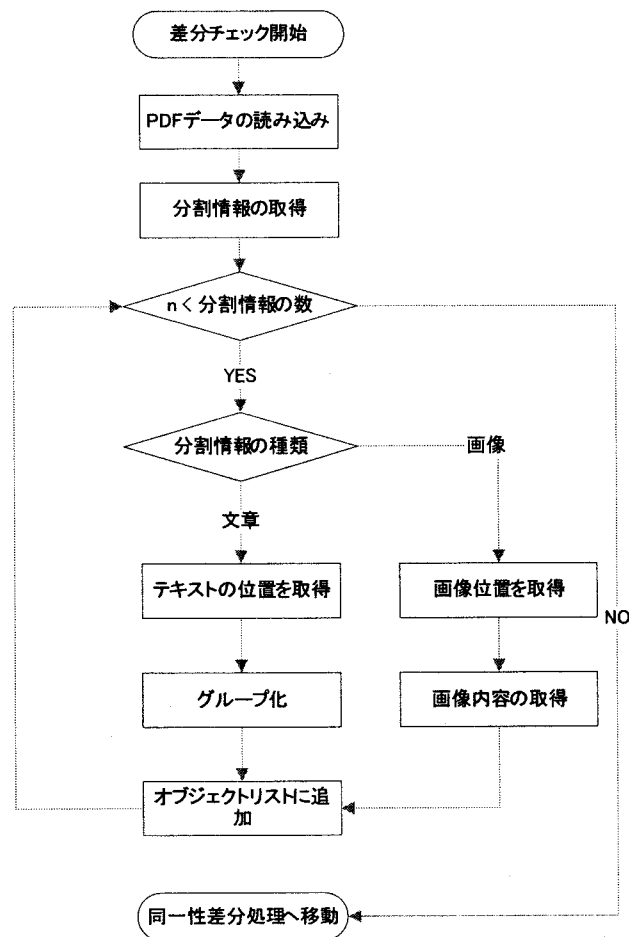 差分チェック開始
PDFデータの読み込み
分割情報の取得
n < 分割情報の数
YES
分割情報の種類
画像
文章
テキストの位置を取得
画像位置を取得
NO
グループ化
画像内容の取得
オブジェクトリストに追
加
同一性差分処理へ移動